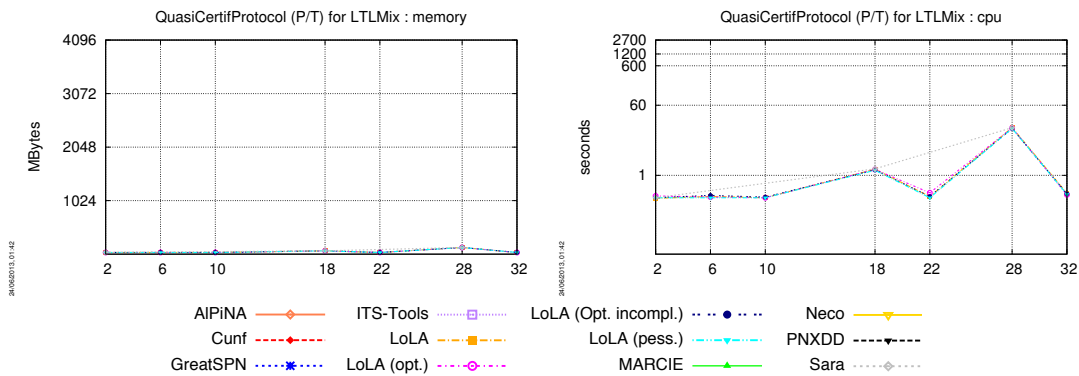 QuasiCertifProtocol (P/T) for LTLMix : memory
4096
3072
2048
1024
MBytes
2 6 10 18 22 28 32
24/06/2013, 01:42
QuasiCertifProtocol (P/T) for LTLMix : cpu
2700
1200
600
60
1
seconds
2 6 10 18 22 28 32
24/06/2013, 01:42
AlPiNA ITS-Tools LoLA (Opt. incompl.) Neco
Cunf LoLA LoLA (pess.) PNXDD
GreatSPN LoLA (opt.) MARCIE Sara